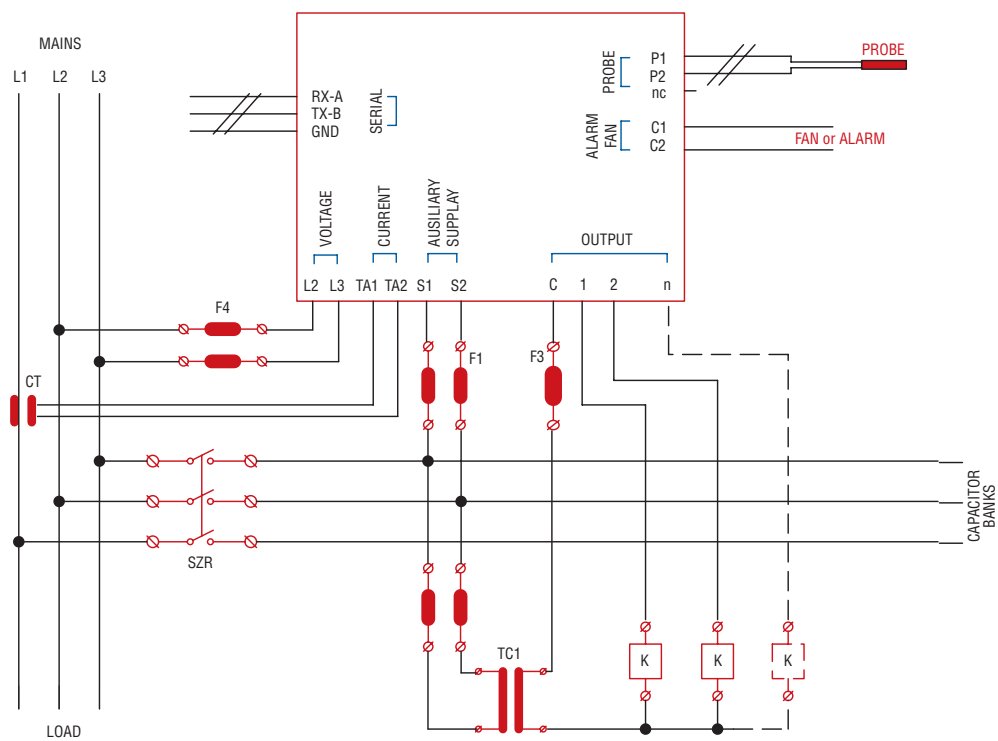 MAINS
L1 L2 L3
RX-A
TX-B
GND
SERIAL
PROBE
P1
P2
nc
PROBE
ALARM
FAN
C1
C2
FAN or ALARM
VOLTAGE
CURRENT
AUSILIARY
SUPPLAY
OUTPUT
L2 L3 TA1 TA2 S1 S2 C 1 2 n
F4
F1
F3
CT
SZR
CAPACITOR
BANKS
TC1
K
K
K
LOAD